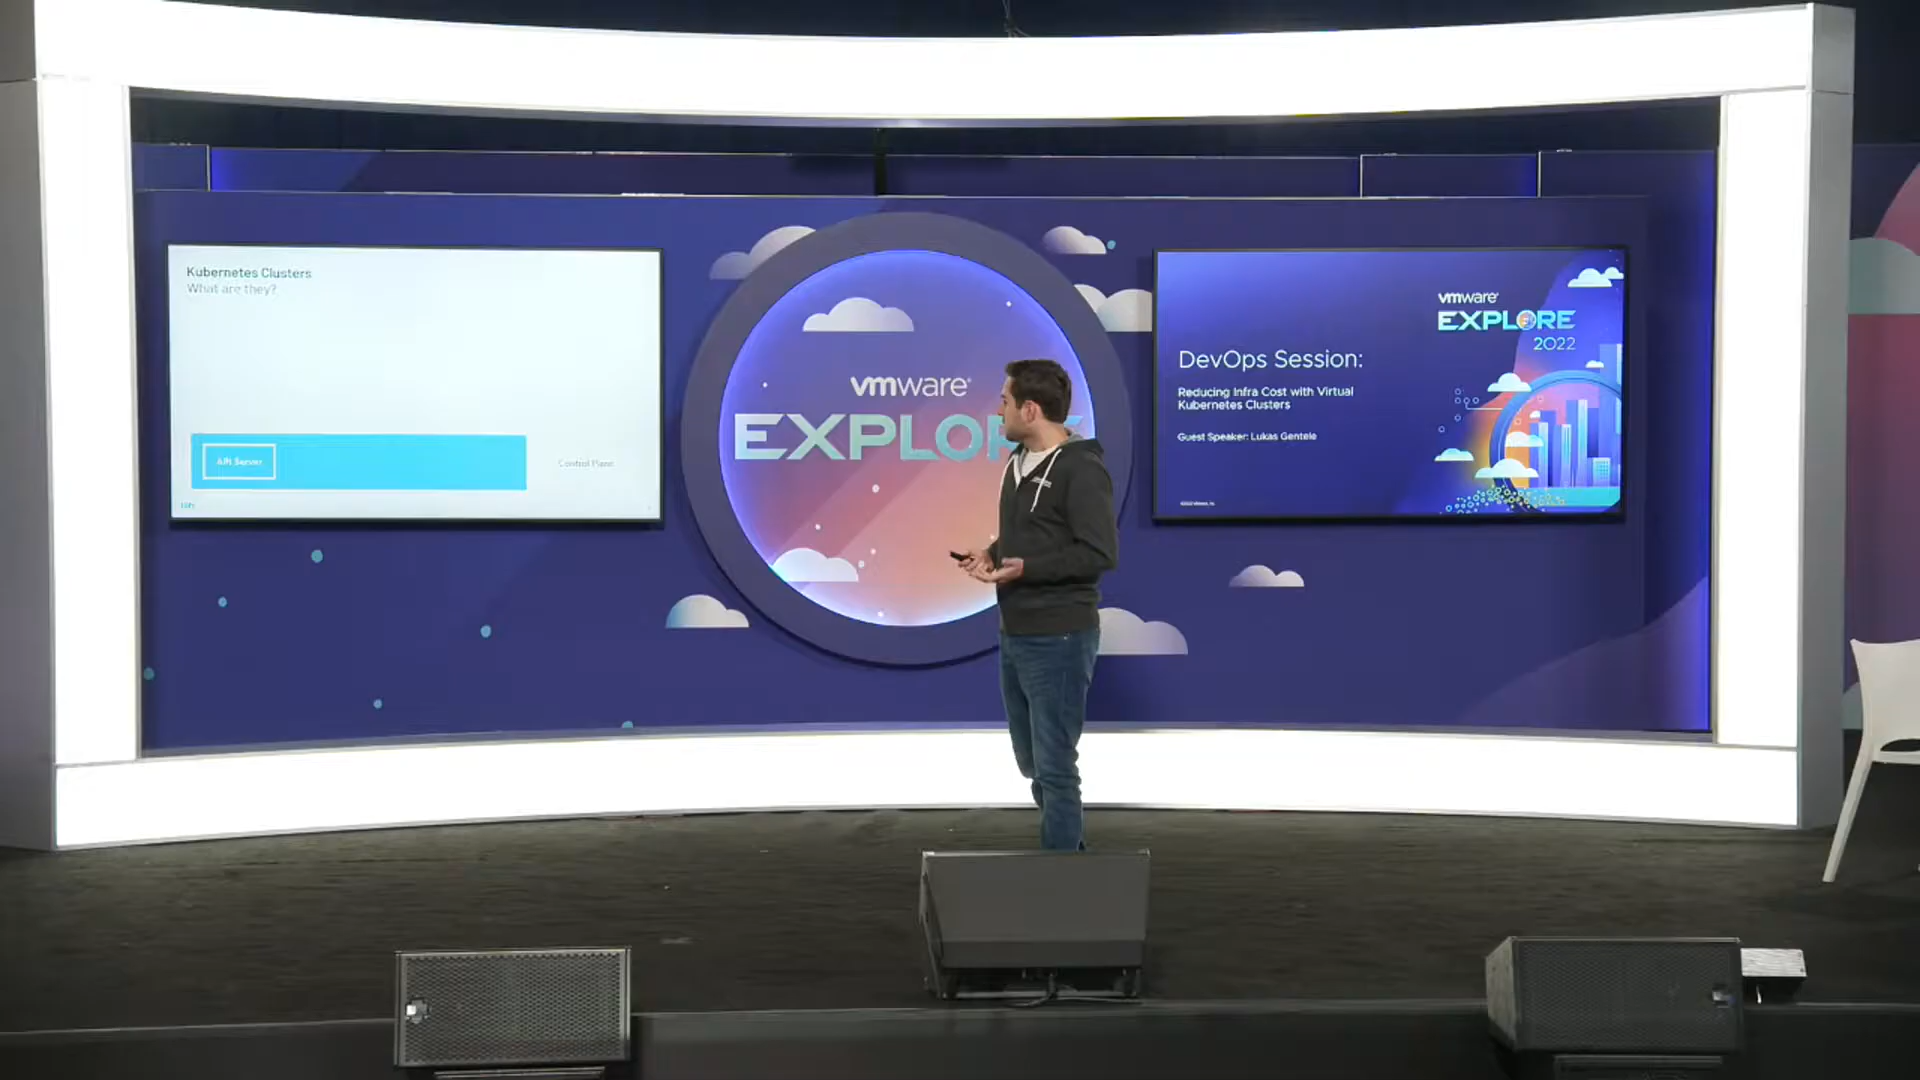 Kubernetes Clusters
What are they?
API Server
Control Plane
vmware
EXPLORE
vmware
EXPLORE
2022
DevOps Session:
Reducing Infra Cost with Virtual
Kubernetes Clusters
Guest Speaker: Lukas Gentele